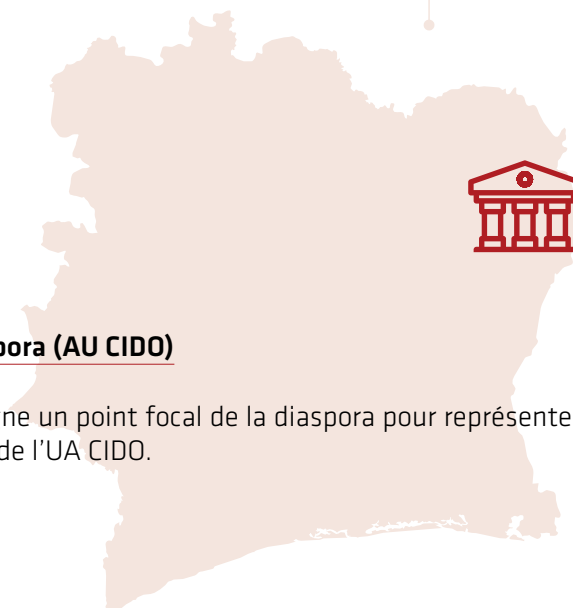 pora (AU CIDO)
ne un point focal de la diaspora pour représente
de l’UA CIDO.